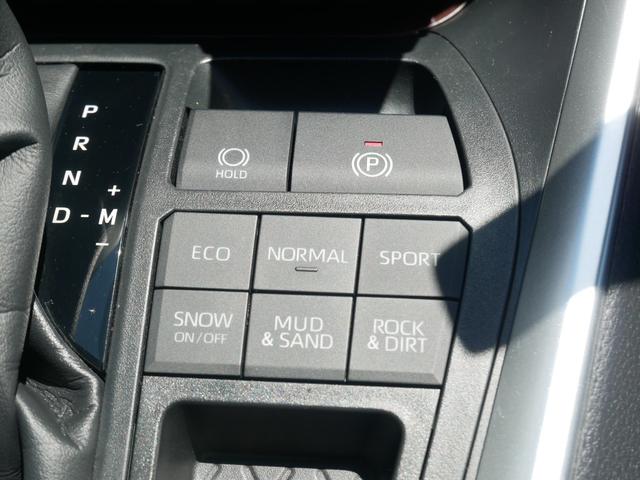 P
R
N
+
D-M
−
HOLD
P
ECO
NORMAL
SPORT
SNOW
ON/OFF
MUD
& SAND
ROCK
& DIRT